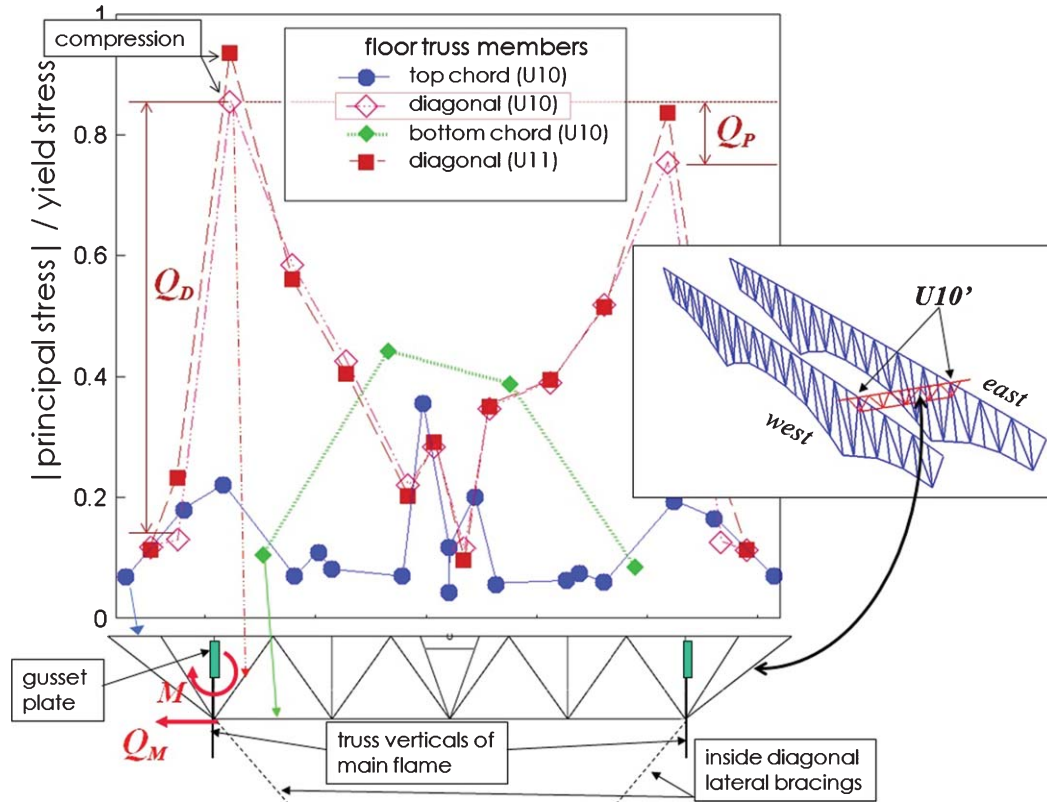 1
compression
floor truss members
top chord (U10)
diagonal (U10)
bottom chord (U10)
diagonal (U11)
0.8
0.6
0.4
0.2
0
|principal stress| / yield stress
Q_D
Q_P
U10'
east
west
gusset
plate
M
Q_M
truss verticals of
main flame
inside diagonal
lateral bracings
U